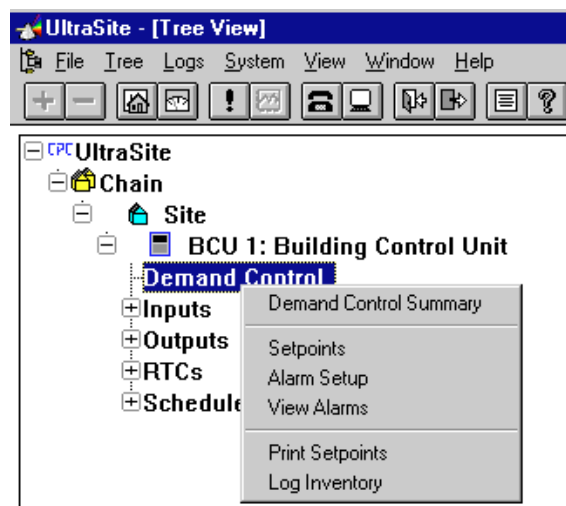 UltraSite - [Tree View]
File Tree Logs System View Window Help
CPC UltraSite
Chain
Site
BCU 1: Building Control Unit
Demand Control
Inputs
Outputs
RTCs
Schedule
Demand Control Summary
Setpoints
Alarm Setup
View Alarms
Print Setpoints
Log Inventory